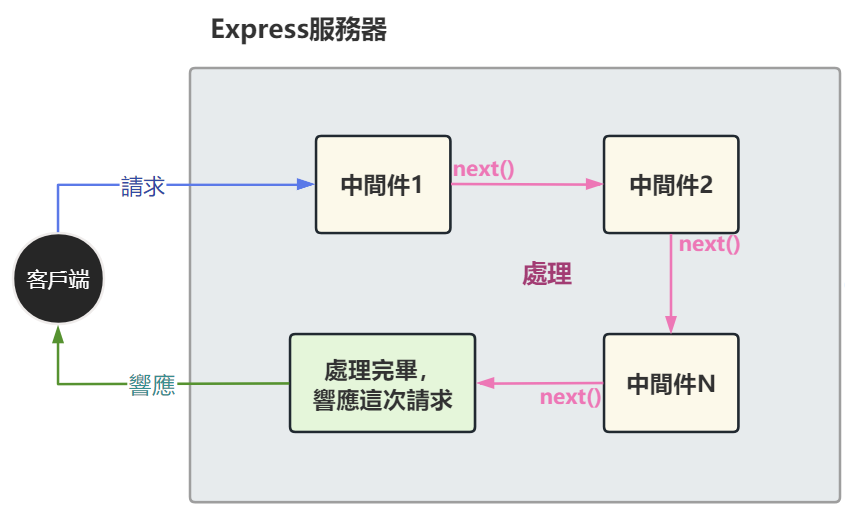 Express服務器
請求
中間件1
next()
中間件2
next()
客戶端
處理
響應
處理完畢，
響應這次請求
next()
中間件N